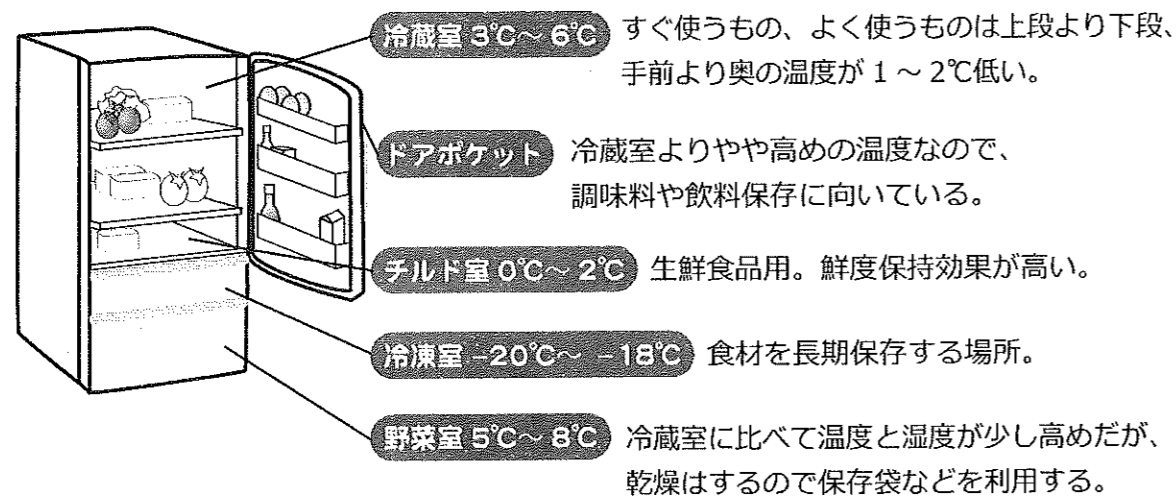 冷蔵室 3℃～ 6℃
すぐ使うもの、よく使うものは上段より下段、
手前より奥の温度が 1 ～ 2℃低い。
ドアポケット
冷蔵室よりやや高めの温度なので、
調味料や飲料保存に向いている。
チルド室 0℃～ 2℃
生鮮食品用。鮮度保持効果が高い。
冷凍室 −20℃～ −18℃
食材を長期保存する場所。
野菜室 5℃～ 8℃
冷蔵室に比べて温度と湿度が少し高めだが、
乾燥はするので保存袋などを利用する。